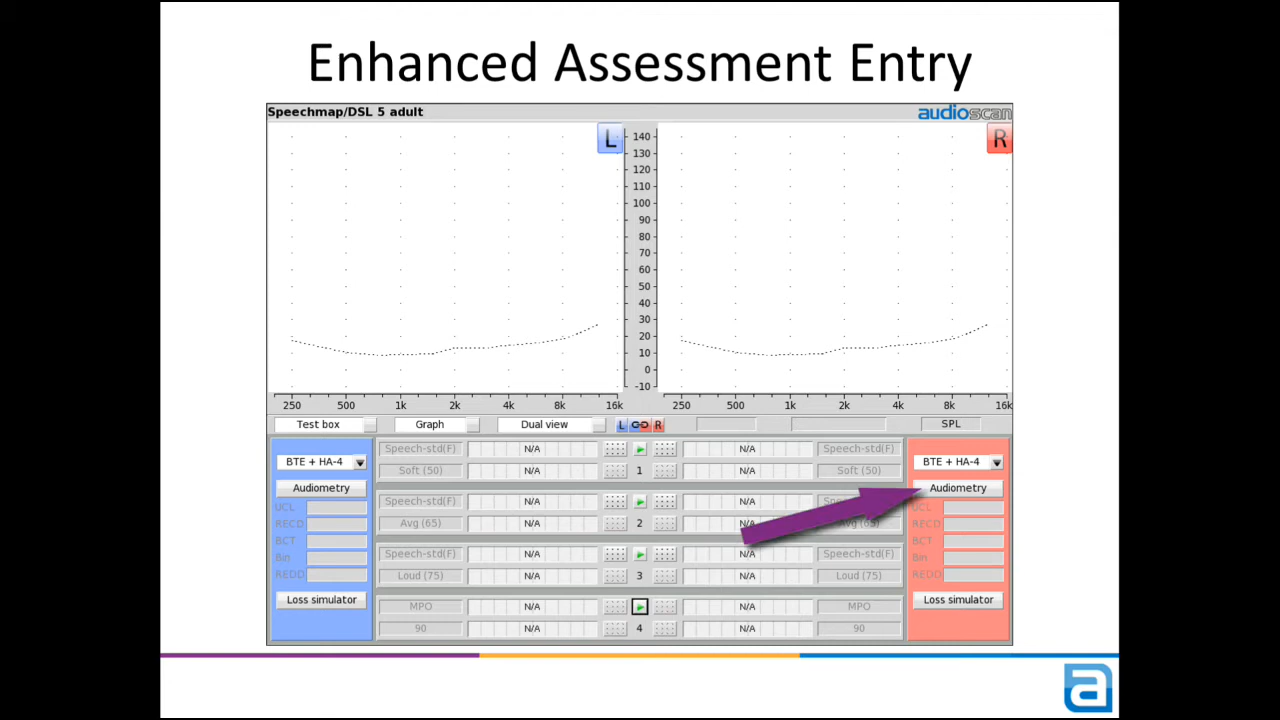 Enhanced Assessment Entry
Speechmap/DSL 5 adult
audioscan
L
R
140
130
120
110
100
90
80
70
60
50
40
30
20
10
0
-10
250 500 1k 2k 4k 8k 16k
250 500 1k 2k 4k 8k 16k
Test box Graph Dual view L R SPL
BTE + HA-4
Audiometry
UCL
RECD
BCT
Bin
REDD
Loss simulator
Speech-std(F) N/A N/A Speech-std(F)
Soft (50) N/A 1 N/A Soft (50)
Speech-std(F) N/A N/A
Avg (65) N/A 2 N/A Avg (65)
Speech-std(F) N/A N/A Speech-std(F)
Loud (75) N/A 3 N/A Loud (75)
MPO N/A N/A MPO
90 N/A 4 N/A 90
BTE + HA-4
Audiometry
UCL
RECD
BCT
Bin
REDD
Loss simulator
a